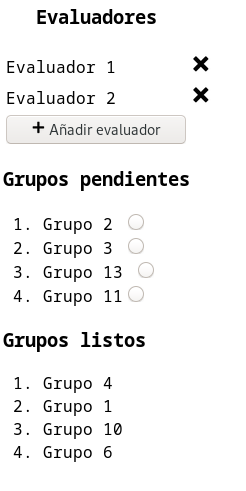 Evaluadores
Evaluador 1
Evaluador 2
Añadir evaluador
Grupos pendientes
1. Grupo 2
2. Grupo 3
3. Grupo 13
4. Grupo 11
Grupos listos
1. Grupo 4
2. Grupo 1
3. Grupo 10
4. Grupo 6